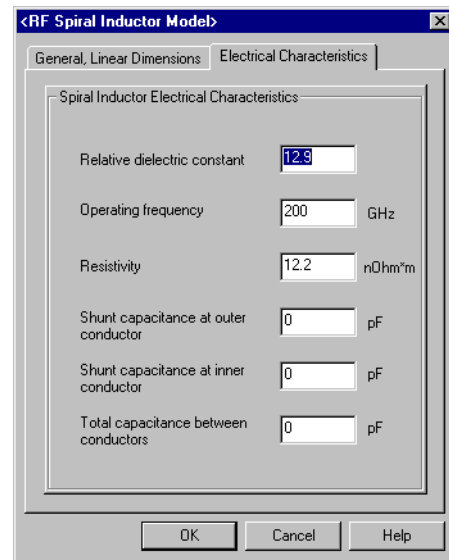 <RF Spiral Inductor Model>
General, Linear Dimensions
Electrical Characteristics
Spiral Inductor Electrical Characteristics
Relative dielectric constant
12.9
Operating frequency
200
GHz
Resistivity
12.2
nOhm*m
Shunt capacitance at outer
conductor
0
pF
Shunt capacitance at inner
conductor
0
pF
Total capacitance between
conductors
0
pF
OK
Cancel
Help